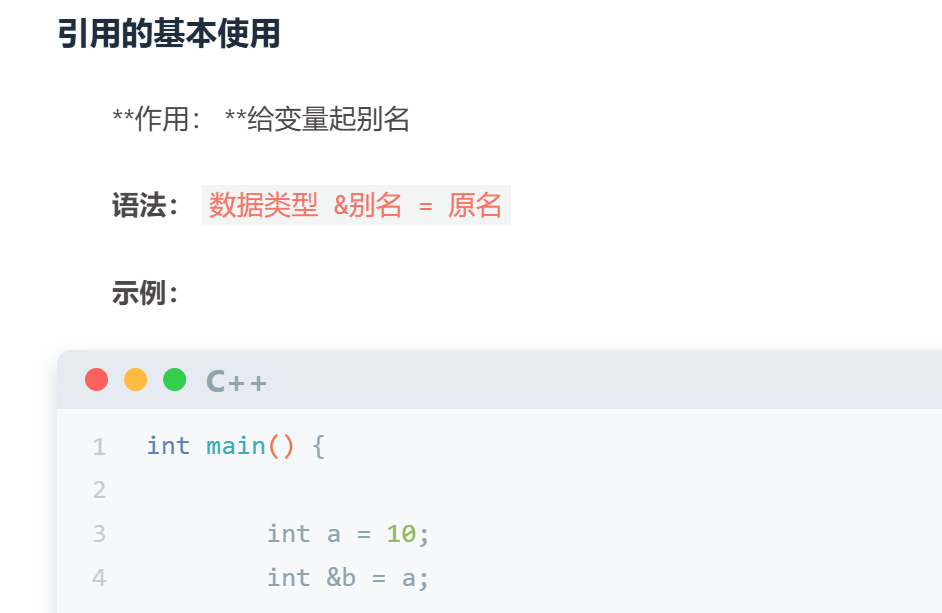 引用的基本使用
**作用： **给变量起别名
语法： 数据类型 &别名 = 原名
示例：
C++
1 int main() {
2
3 int a = 10;
4 int &b = a;